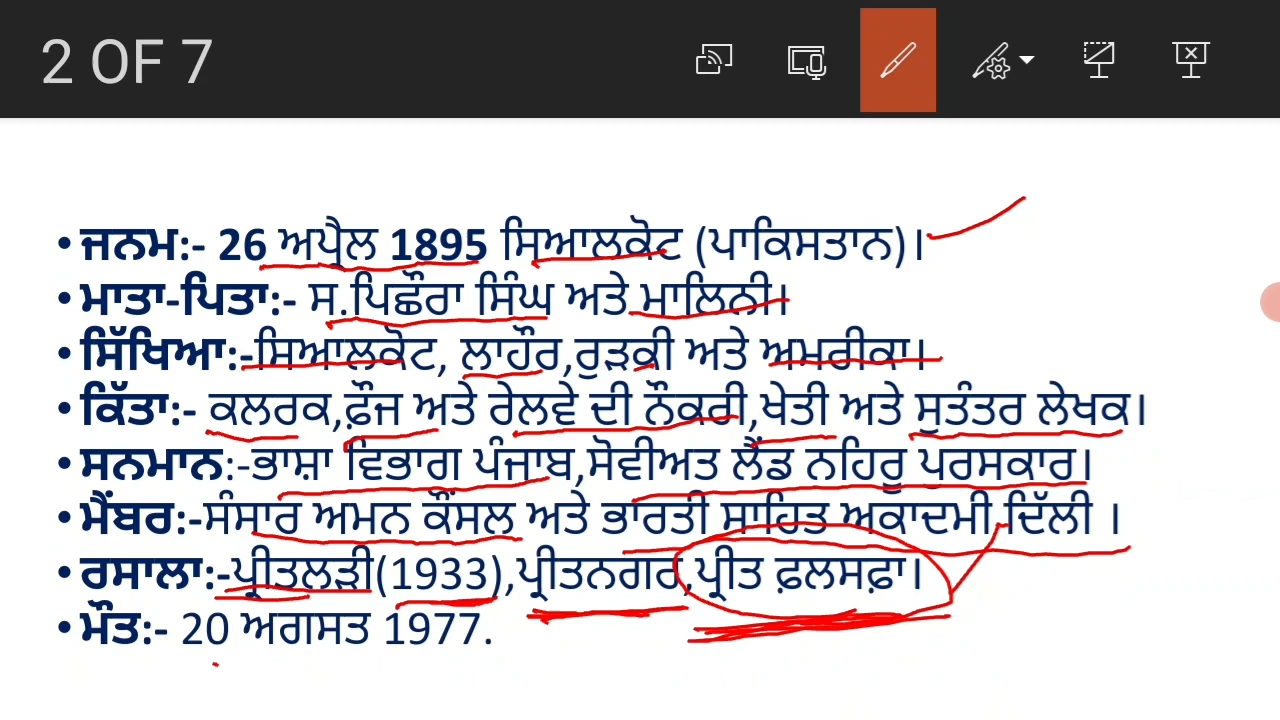 2 OF 7
• ਜਨਮ:- 26 ਅਪ੍ਰੈਲ 1895 ਸਿਆਲਕੋਟ (ਪਾਕਿਸਤਾਨ)।
• ਮਾਤਾ-ਪਿਤਾ:- ਸ.ਪਿਛੌਰਾ ਸਿੰਘ ਅਤੇ ਮਾਲਿਨੀ।
• ਸਿੱਖਿਆ:-ਸਿਆਲਕੋਟ, ਲਾਹੌਰ,ਰੁੜਕੀ ਅਤੇ ਅਮਰੀਕਾ।
• ਕਿੱਤਾ:- ਕਲਰਕ,ਫ਼ੌਜ ਅਤੇ ਰੇਲਵੇ ਦੀ ਨੌਕਰੀ,ਖੇਤੀ ਅਤੇ ਸੁਤੰਤਰ ਲੇਖਕ।
• ਸਨਮਾਨ:-ਭਾਸ਼ਾ ਵਿਭਾਗ ਪੰਜਾਬ,ਸੋਵੀਅਤ ਲੈਂਡ ਨਹਿਰੂ ਪੁਰਸਕਾਰ।
• ਮੈਂਬਰ:-ਸੰਸਾਰ ਅਮਨ ਕੌਂਸਲ ਅਤੇ ਭਾਰਤੀ ਸਾਹਿਤ ਅਕਾਦਮੀ,ਦਿੱਲੀ ।
• ਰਸਾਲਾ:-ਪ੍ਰੀਤਲੜੀ(1933),ਪ੍ਰੀਤਨਗਰ,ਪ੍ਰੀਤ ਫ਼ਲਸਫ਼ਾ।
• ਮੌਤ:- 20 ਅਗਸਤ 1977.